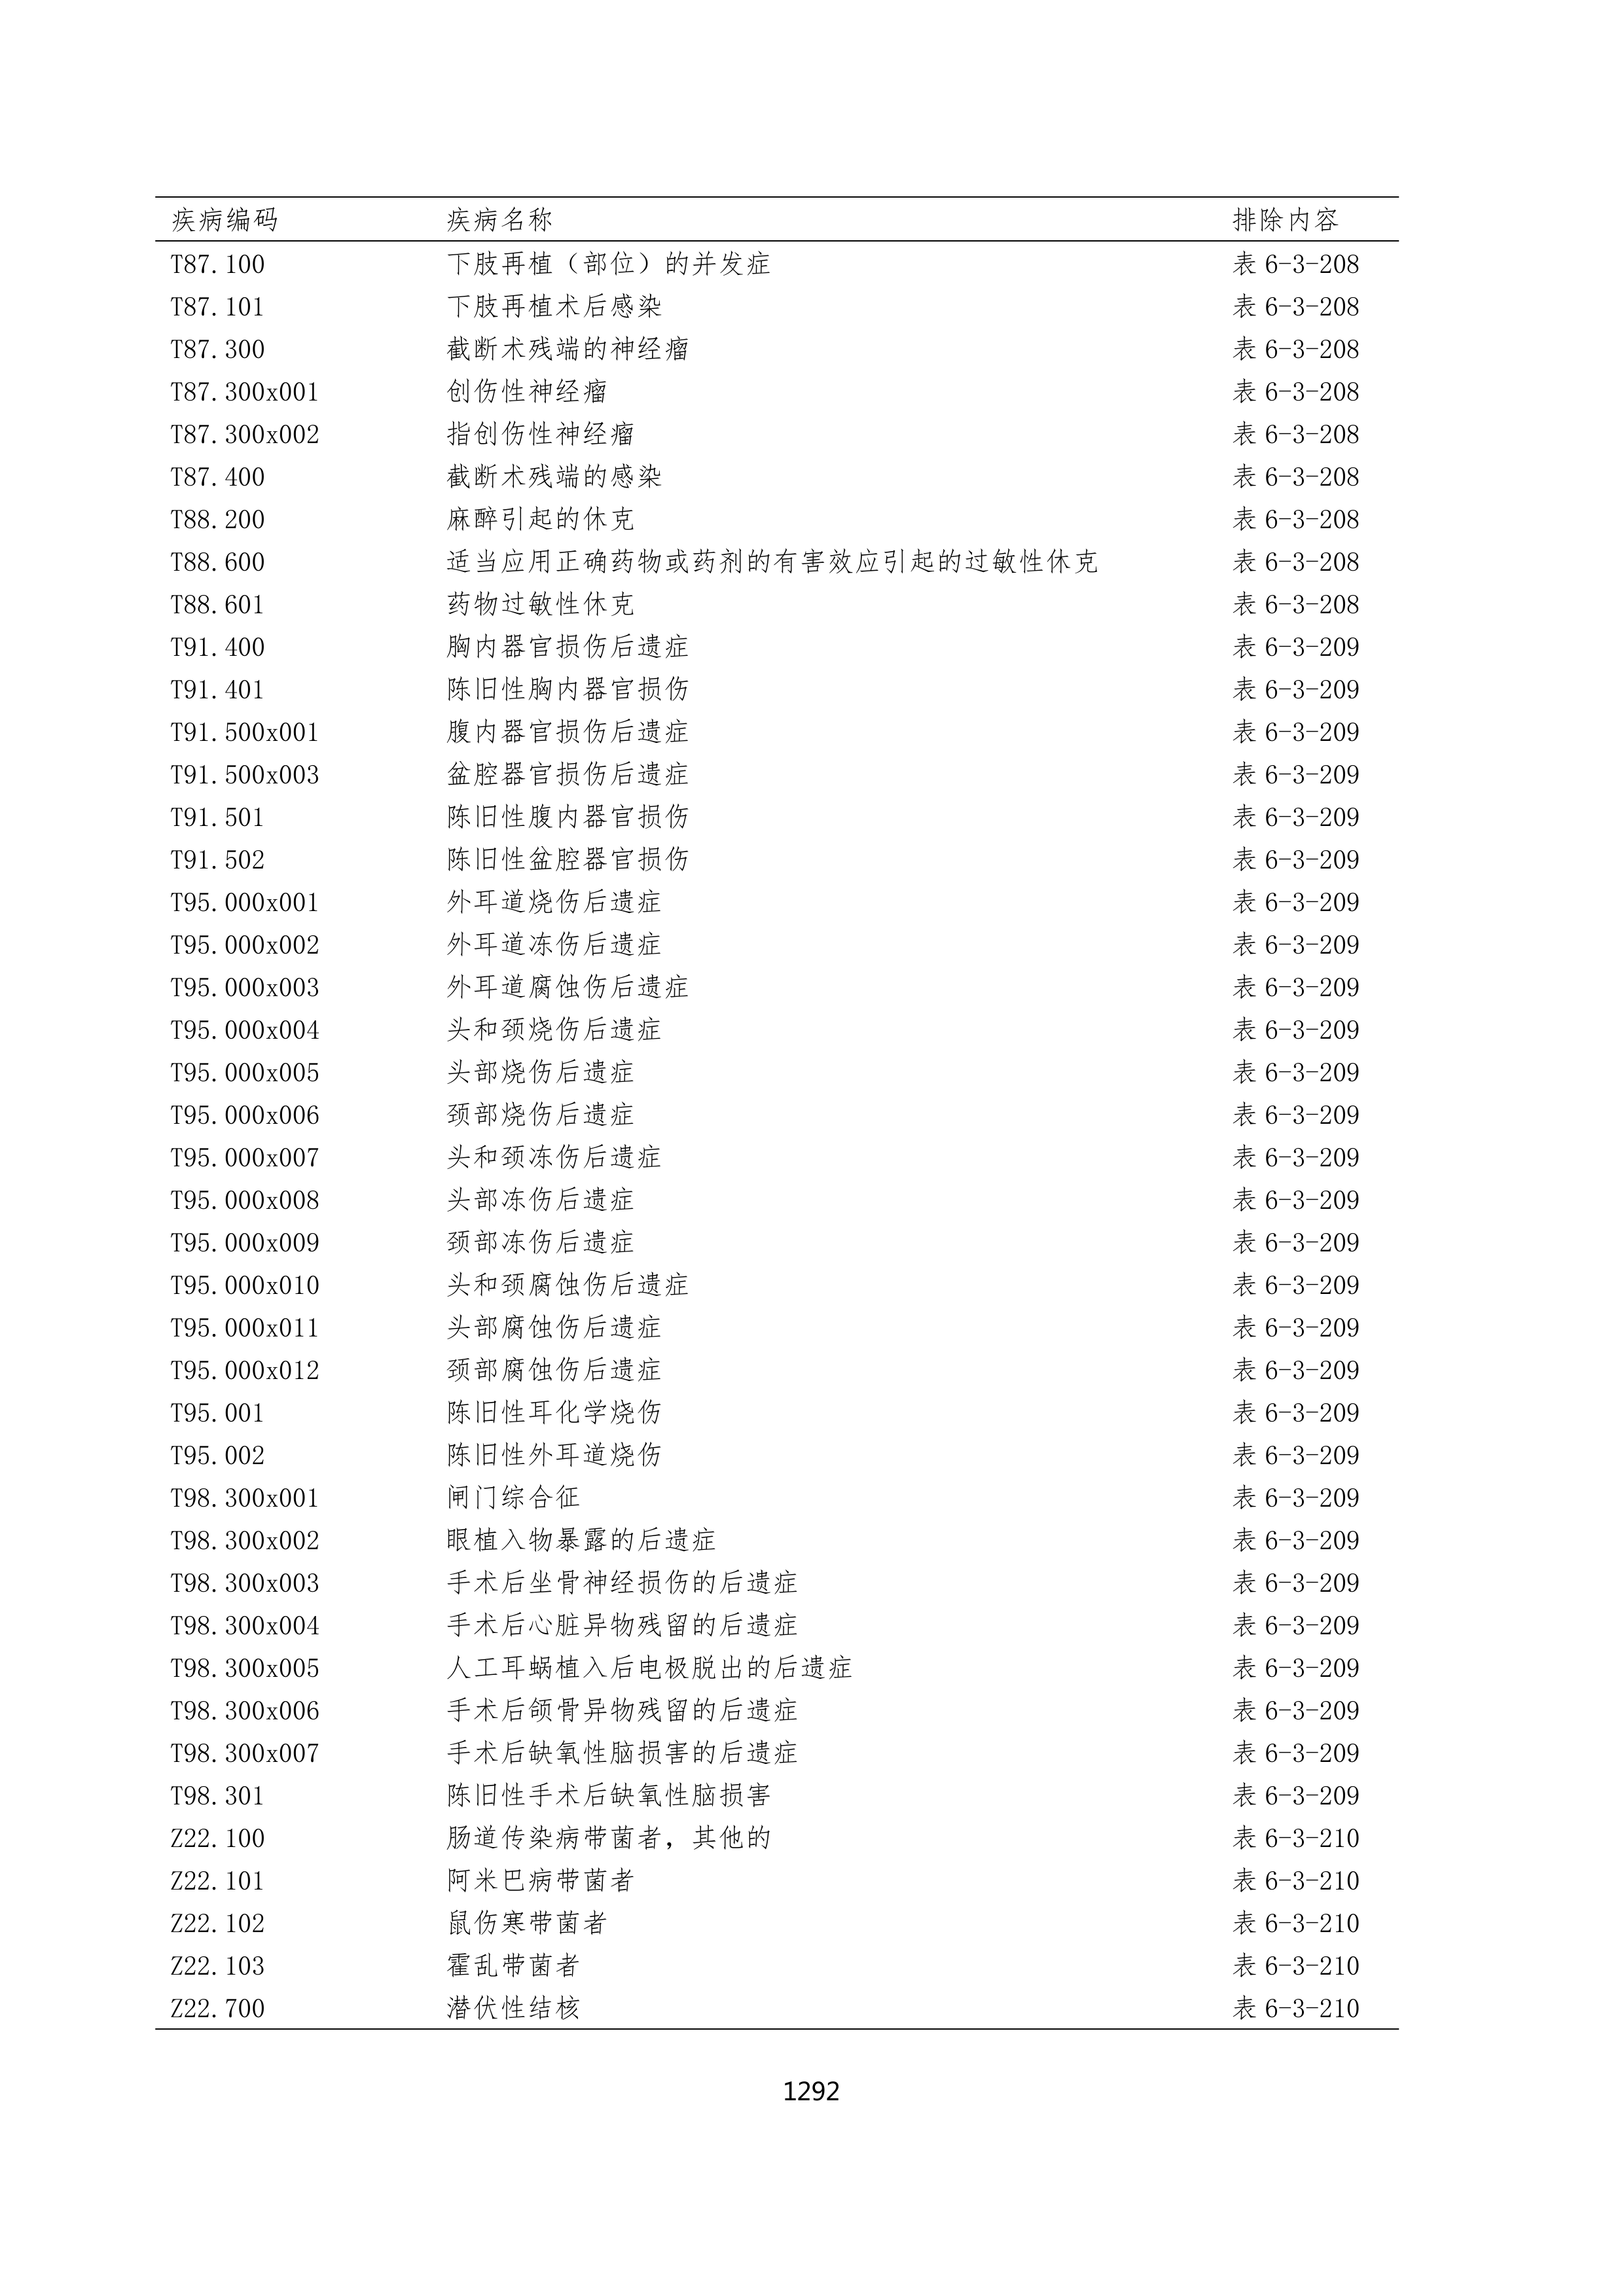 疾病编码 疾病名称 排除内容
T87.100 下肢再植（部位）的并发症 表 6-3-208
T87.101 下肢再植术后感染 表 6-3-208
T87.300 截断术残端的神经瘤 表 6-3-208
T87.300x001 创伤性神经瘤 表 6-3-208
T87.300x002 指创伤性神经瘤 表 6-3-208
T87.400 截断术残端的感染 表 6-3-208
T88.200 麻醉引起的休克 表 6-3-208
T88.600 适当应用正确药物或药剂的有害效应引起的过敏性休克 表 6-3-208
T88.601 药物过敏性休克 表 6-3-208
T91.400 胸内器官损伤后遗症 表 6-3-209
T91.401 陈旧性胸内器官损伤 表 6-3-209
T91.500x001 腹内器官损伤后遗症 表 6-3-209
T91.500x003 盆腔器官损伤后遗症 表 6-3-209
T91.501 陈旧性腹内器官损伤 表 6-3-209
T91.502 陈旧性盆腔器官损伤 表 6-3-209
T95.000x001 外耳道烧伤后遗症 表 6-3-209
T95.000x002 外耳道冻伤后遗症 表 6-3-209
T95.000x003 外耳道腐蚀伤后遗症 表 6-3-209
T95.000x004 头和颈烧伤后遗症 表 6-3-209
T95.000x005 头部烧伤后遗症 表 6-3-209
T95.000x006 颈部烧伤后遗症 表 6-3-209
T95.000x007 头和颈冻伤后遗症 表 6-3-209
T95.000x008 头部冻伤后遗症 表 6-3-209
T95.000x009 颈部冻伤后遗症 表 6-3-209
T95.000x010 头和颈腐蚀伤后遗症 表 6-3-209
T95.000x011 头部腐蚀伤后遗症 表 6-3-209
T95.000x012 颈部腐蚀伤后遗症 表 6-3-209
T95.001 陈旧性耳化学烧伤 表 6-3-209
T95.002 陈旧性外耳道烧伤 表 6-3-209
T98.300x001 闸门综合征 表 6-3-209
T98.300x002 眼植入物暴露的后遗症 表 6-3-209
T98.300x003 手术后坐骨神经损伤的后遗症 表 6-3-209
T98.300x004 手术后心脏异物残留的后遗症 表 6-3-209
T98.300x005 人工耳蜗植入后电极脱出的后遗症 表 6-3-209
T98.300x006 手术后颌骨异物残留的后遗症 表 6-3-209
T98.300x007 手术后缺氧性脑损害的后遗症 表 6-3-209
T98.301 陈旧性手术后缺氧性脑损害 表 6-3-209
Z22.100 肠道传染病带菌者，其他的 表 6-3-210
Z22.101 阿米巴病带菌者 表 6-3-210
Z22.102 鼠伤寒带菌者 表 6-3-210
Z22.103 霍乱带菌者 表 6-3-210
Z22.700 潜伏性结核 表 6-3-210
1292